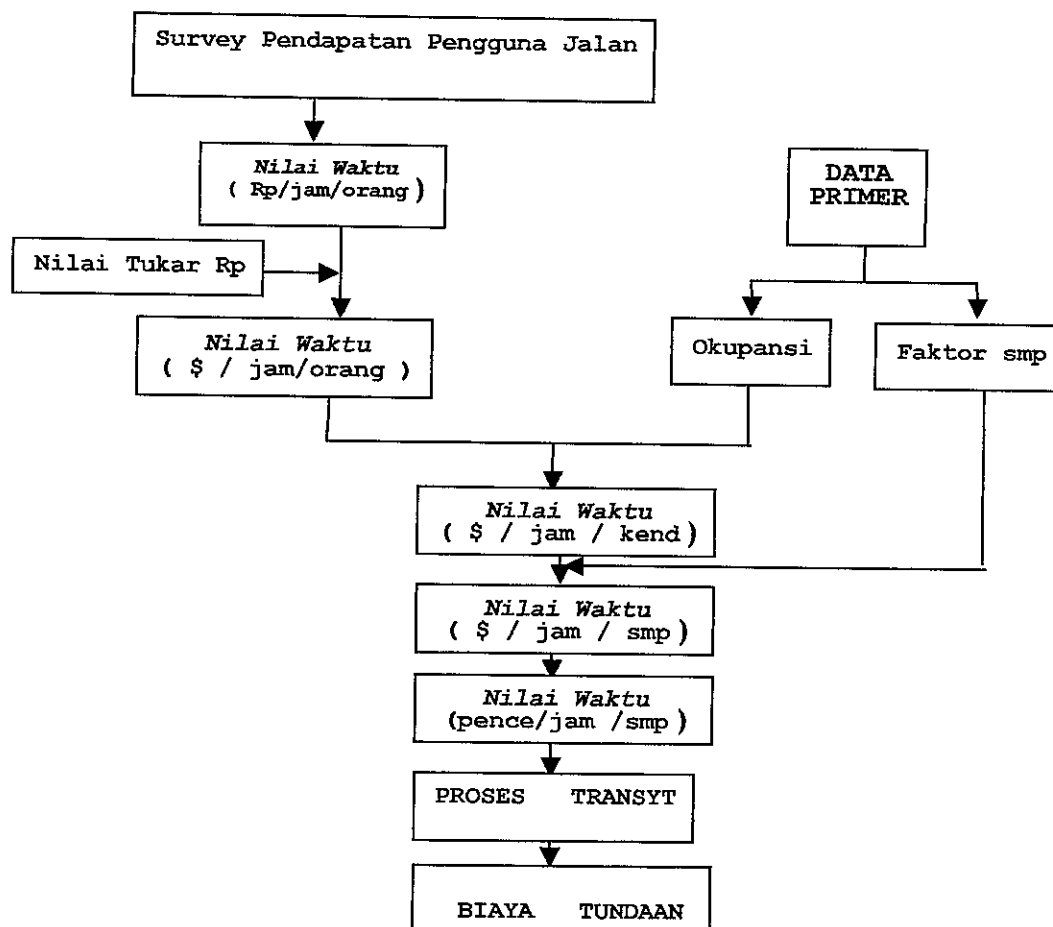 Survey Pendapatan Pengguna Jalan
Nilai Waktu
( Rp/jam/orang)
DATA
PRIMER
Nilai Tukar Rp
Nilai Waktu
( $ / jam/orang )
Okupansi
Faktor smp
Nilai Waktu
( $ / jam / kend)
Nilai Waktu
( $ / jam / smp)
Nilai Waktu
(pence/jam /smp)
PROSES TRANSYT
BIAYA TUNDAAN